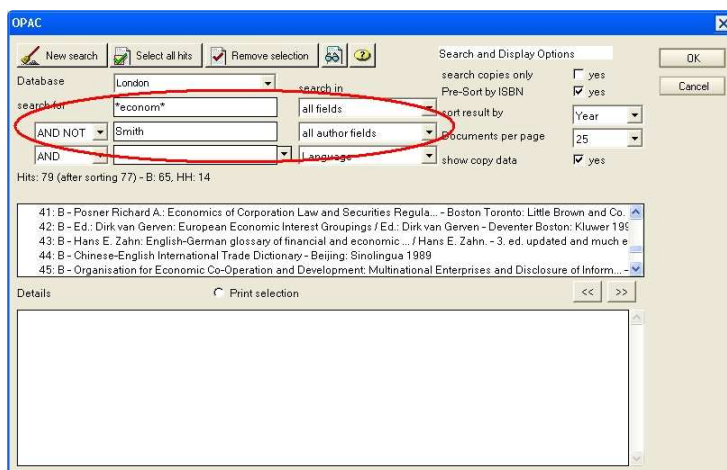 OPAC
New search Select all hits Remove selection
Search and Display Options
OK
Cancel
Database London
search in
search copies only yes
Pre-Sort by ISBN yes
search for *econom* all fields
sort result by Year
AND NOT Smith all author fields
Documents per page 25
AND Language
show copy data yes
Hits: 79 (after sorting 77) - B: 65, HH: 14
41: B - Posner Richard A.: Economics of Corporation Law and Securities Regula... - Boston Toronto: Little Brown and Co.
42: B - Ed.: Dirk van Gerven: European Economic Interest Groupings / Ed.: Dirk van Gerven - Deventer Boston: Kluwer 199
43: B - Hans E. Zahn: English-German glossary of financial and economic ... / Hans E. Zahn. - 3. ed. updated and much e
44: B - Chinese-English International Trade Dictionary - Beijing: Sinolingua 1989
45: B - Organisation for Economic Co-Operation and Development: Multinational Enterprises and Disclosure of Inform... -
Details Print selection << >>